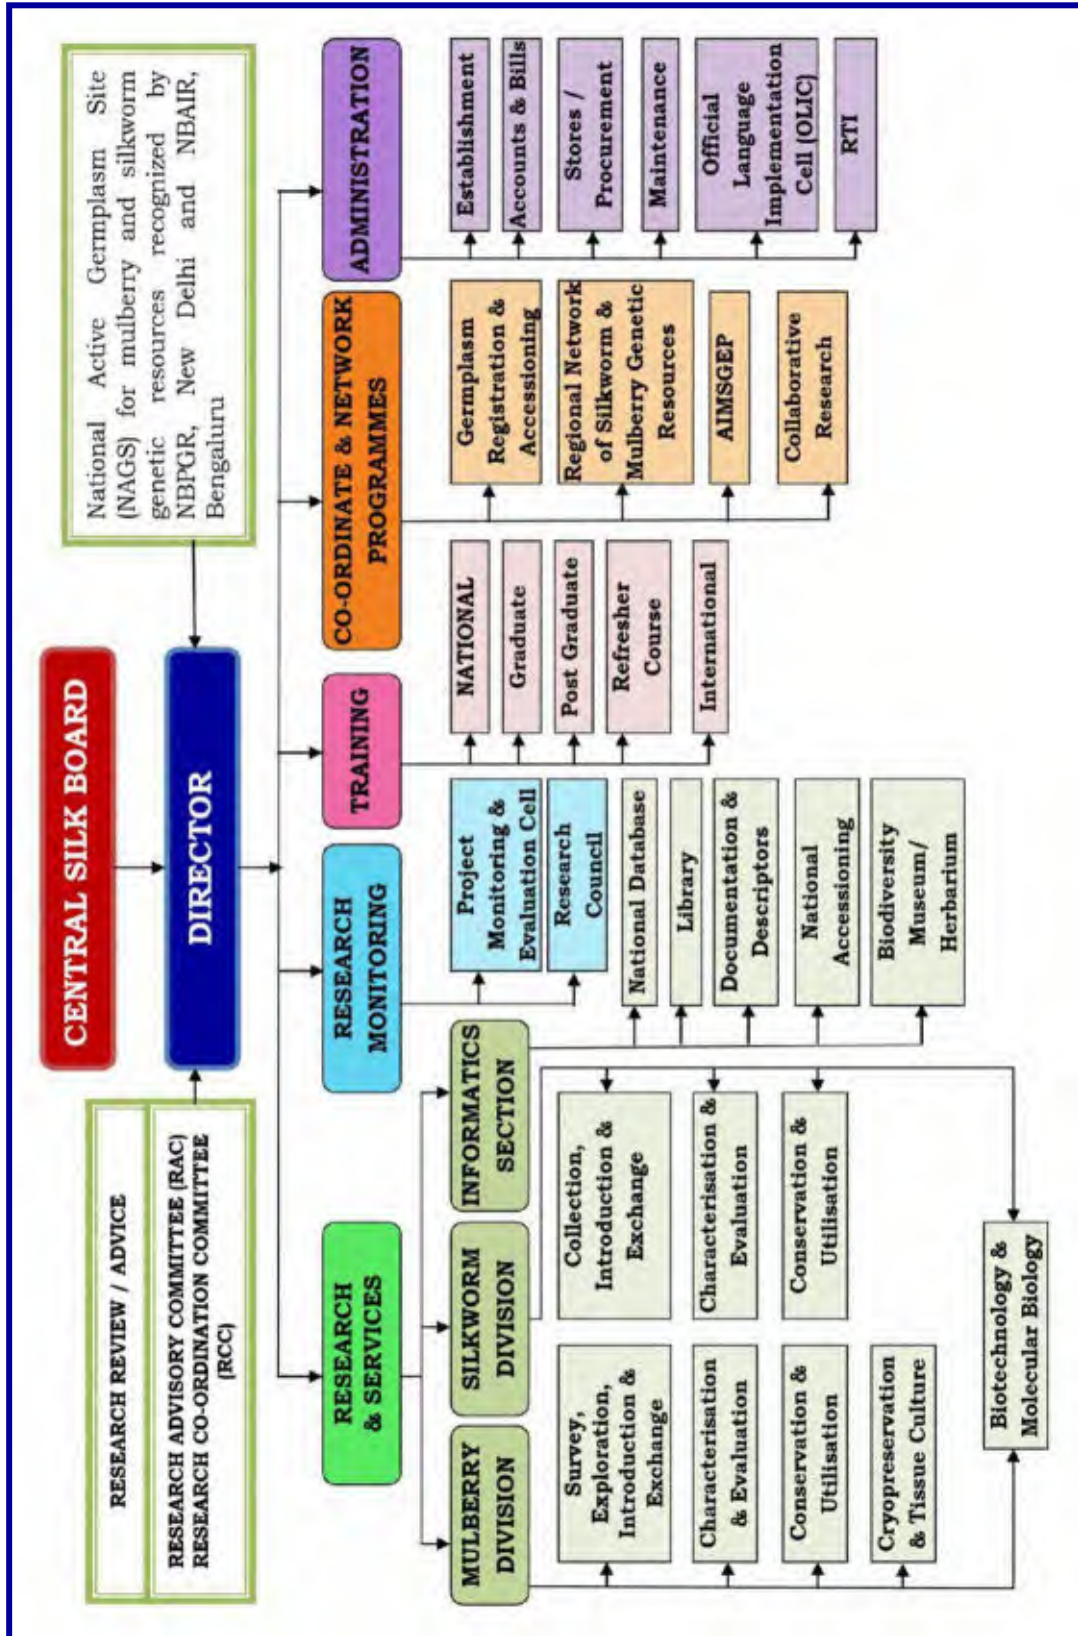 CENTRAL SILK BOARD
RESEARCH REVIEW / ADVICE
RESEARCH ADVISORY COMMITTEE (RAC)
RESEARCH CO-ORDINATION COMMITTEE
(RCC)
DIRECTOR
National Active Germplasm Site
(NAGS) for mulberry and silkworm
genetic resources recognized by
NBPGR, New Delhi and NBAIR,
Bengaluru
RESEARCH
& SERVICES
RESEARCH
MONITORING
TRAINING
CO-ORDINATE & NETWORK
PROGRAMMES
ADMINISTRATION
MULBERRY
DIVISION
SILKWORM
DIVISION
INFORMATICS
SECTION
Survey,
Exploration,
Introduction &
Exchange
Characterisation
& Evaluation
Conservation &
Utilisation
Cryopreservation
& Tissue Culture
Collection,
Introduction &
Exchange
Characterisation &
Evaluation
Conservation &
Utilisation
Biotechnology &
Molecular Biology
National Database
Library
Documentation &
Descriptors
National
Accessioning
Biodiversity
Museum/
Herbarium
Project
Monitoring &
Evaluation Cell
Research
Council
NATIONAL
Graduate
Post Graduate
Refresher
Course
International
Germplasm
Registration &
Accessioning
Regional Network
of Silkworm &
Mulberry Genetic
Resources
AIMSGEP
Collaborative
Research
Establishment
Accounts & Bills
Stores /
Procurement
Maintenance
Official
Language
Implementation
Cell (OLIC)
RTI